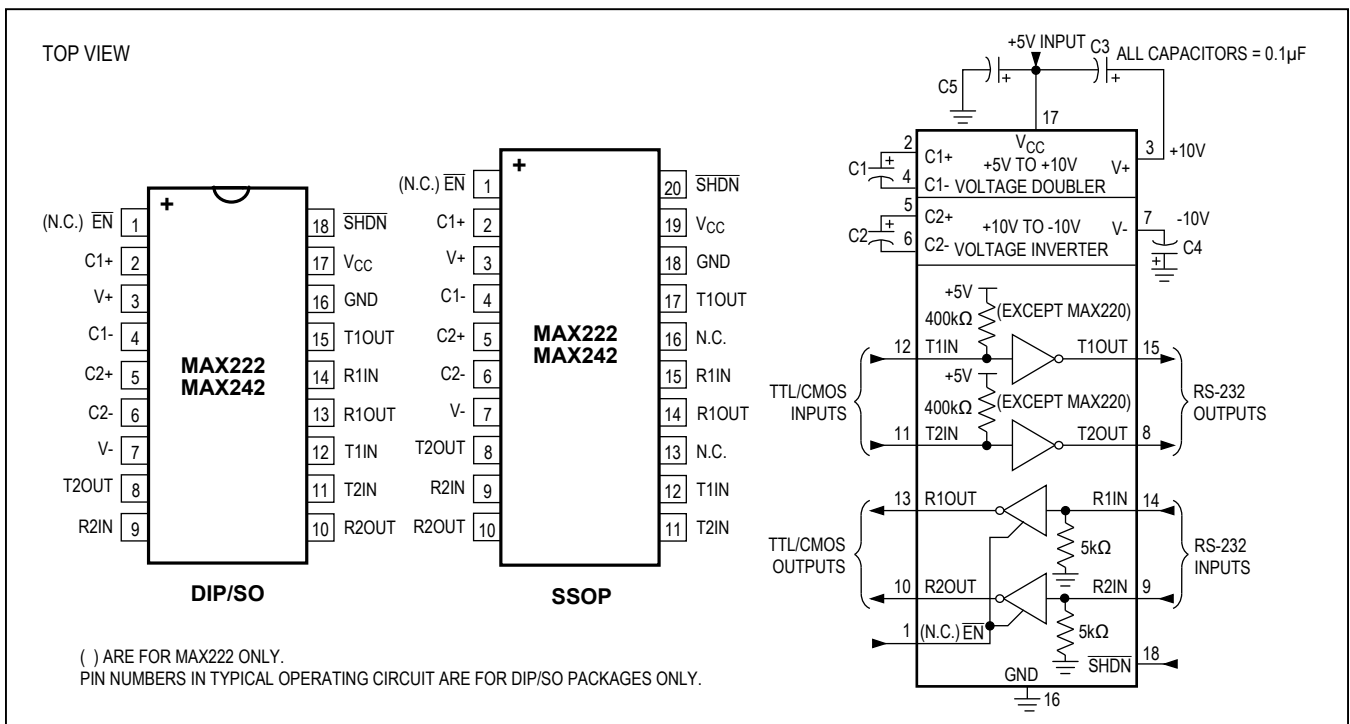 TOP VIEW
+
(N.C.) EN 1
C1+ 2
V+ 3
C1- 4
C2+ 5
C2- 6
V- 7
T2OUT 8
R2IN 9
18 SHDN
17 VCC
16 GND
15 T1OUT
14 R1IN
13 R1OUT
12 T1IN
11 T2IN
10 R2OUT
MAX222
MAX242
DIP/SO
+
(N.C.) EN 1
C1+ 2
V+ 3
C1- 4
C2+ 5
C2- 6
V- 7
T2OUT 8
R2IN 9
R2OUT 10
20 SHDN
19 VCC
18 GND
17 T1OUT
16 N.C.
15 R1IN
14 R1OUT
13 N.C.
12 T1IN
11 T2IN
MAX222
MAX242
SSOP
( ) ARE FOR MAX222 ONLY.
PIN NUMBERS IN TYPICAL OPERATING CIRCUIT ARE FOR DIP/SO PACKAGES ONLY.
+5V INPUT
C3
ALL CAPACITORS = 0.1µF
C5
+
+
17
VCC
2
C1+
+5V TO +10V
V+
3
+10V
C1
+
4
C1-
VOLTAGE DOUBLER
5
C2+
+10V TO -10V
V-
7
-10V
C2
+
6
C2-
VOLTAGE INVERTER
C4
+
+5V
400kΩ
(EXCEPT MAX220)
12
T1IN
T1OUT
15
+5V
400kΩ
(EXCEPT MAX220)
TTL/CMOS
INPUTS
RS-232
OUTPUTS
11
T2IN
T2OUT
8
13
R1OUT
R1IN
14
5kΩ
TTL/CMOS
OUTPUTS
RS-232
INPUTS
10
R2OUT
R2IN
9
5kΩ
1
(N.C.) EN
SHDN
18
GND
16